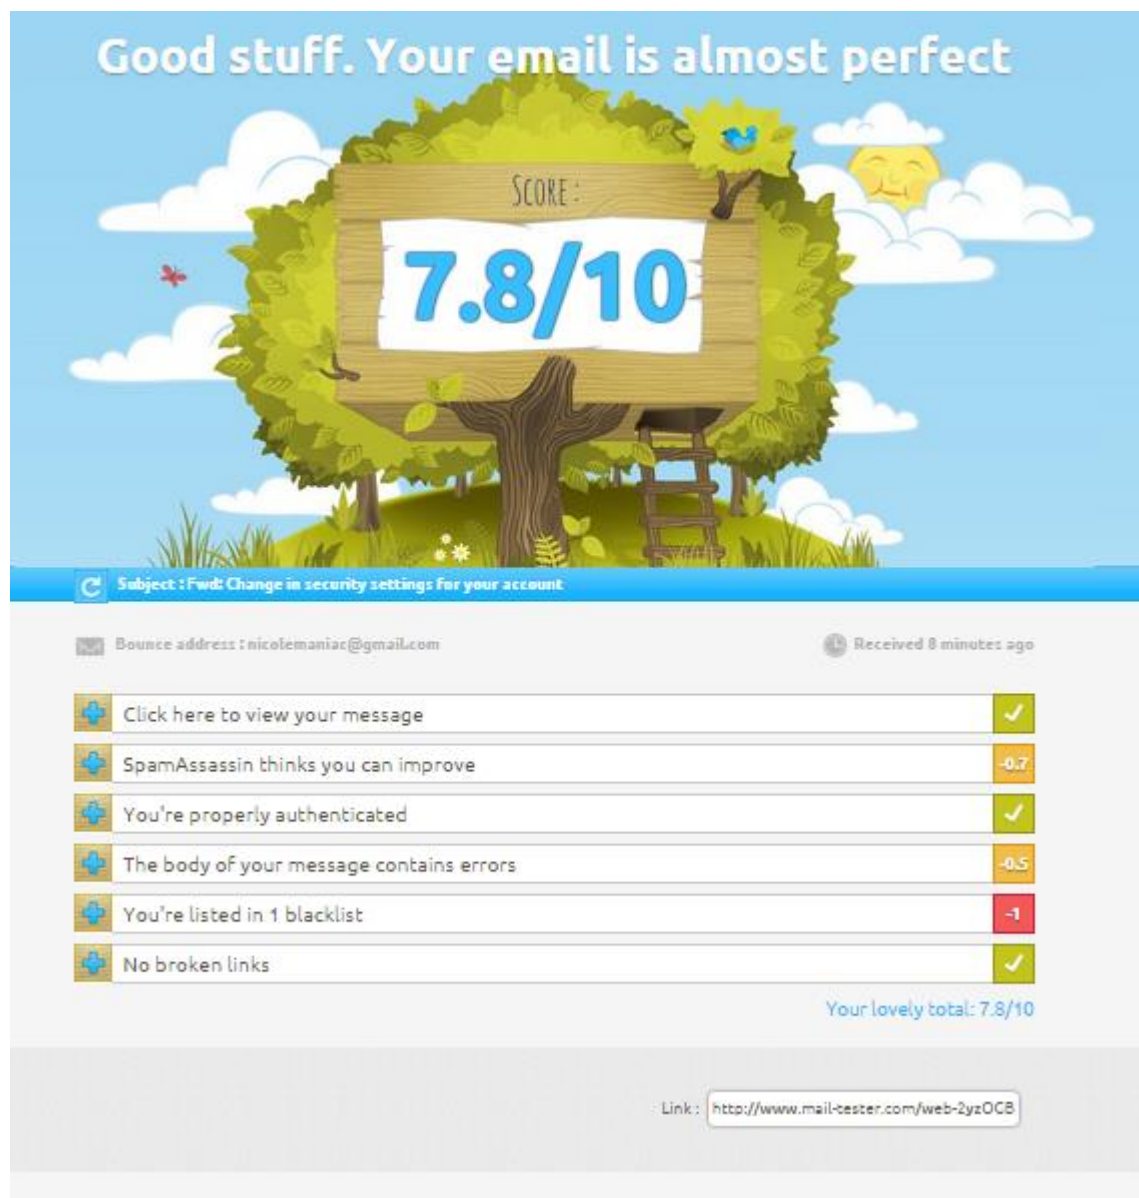 Good stuff. Your email is almost perfect
SCORE :
7.8/10
Subject : Fwd: Change in security settings for your account
Bounce address : nicolemaniac@gmail.com
Received 8 minutes ago
Click here to view your message
SpamAssassin thinks you can improve
-0.7
You're properly authenticated
The body of your message contains errors
-0.5
You're listed in 1 blacklist
-1
No broken links
Your lovely total: 7.8/10
Link : http://www.mail-tester.com/web-2yzOCB